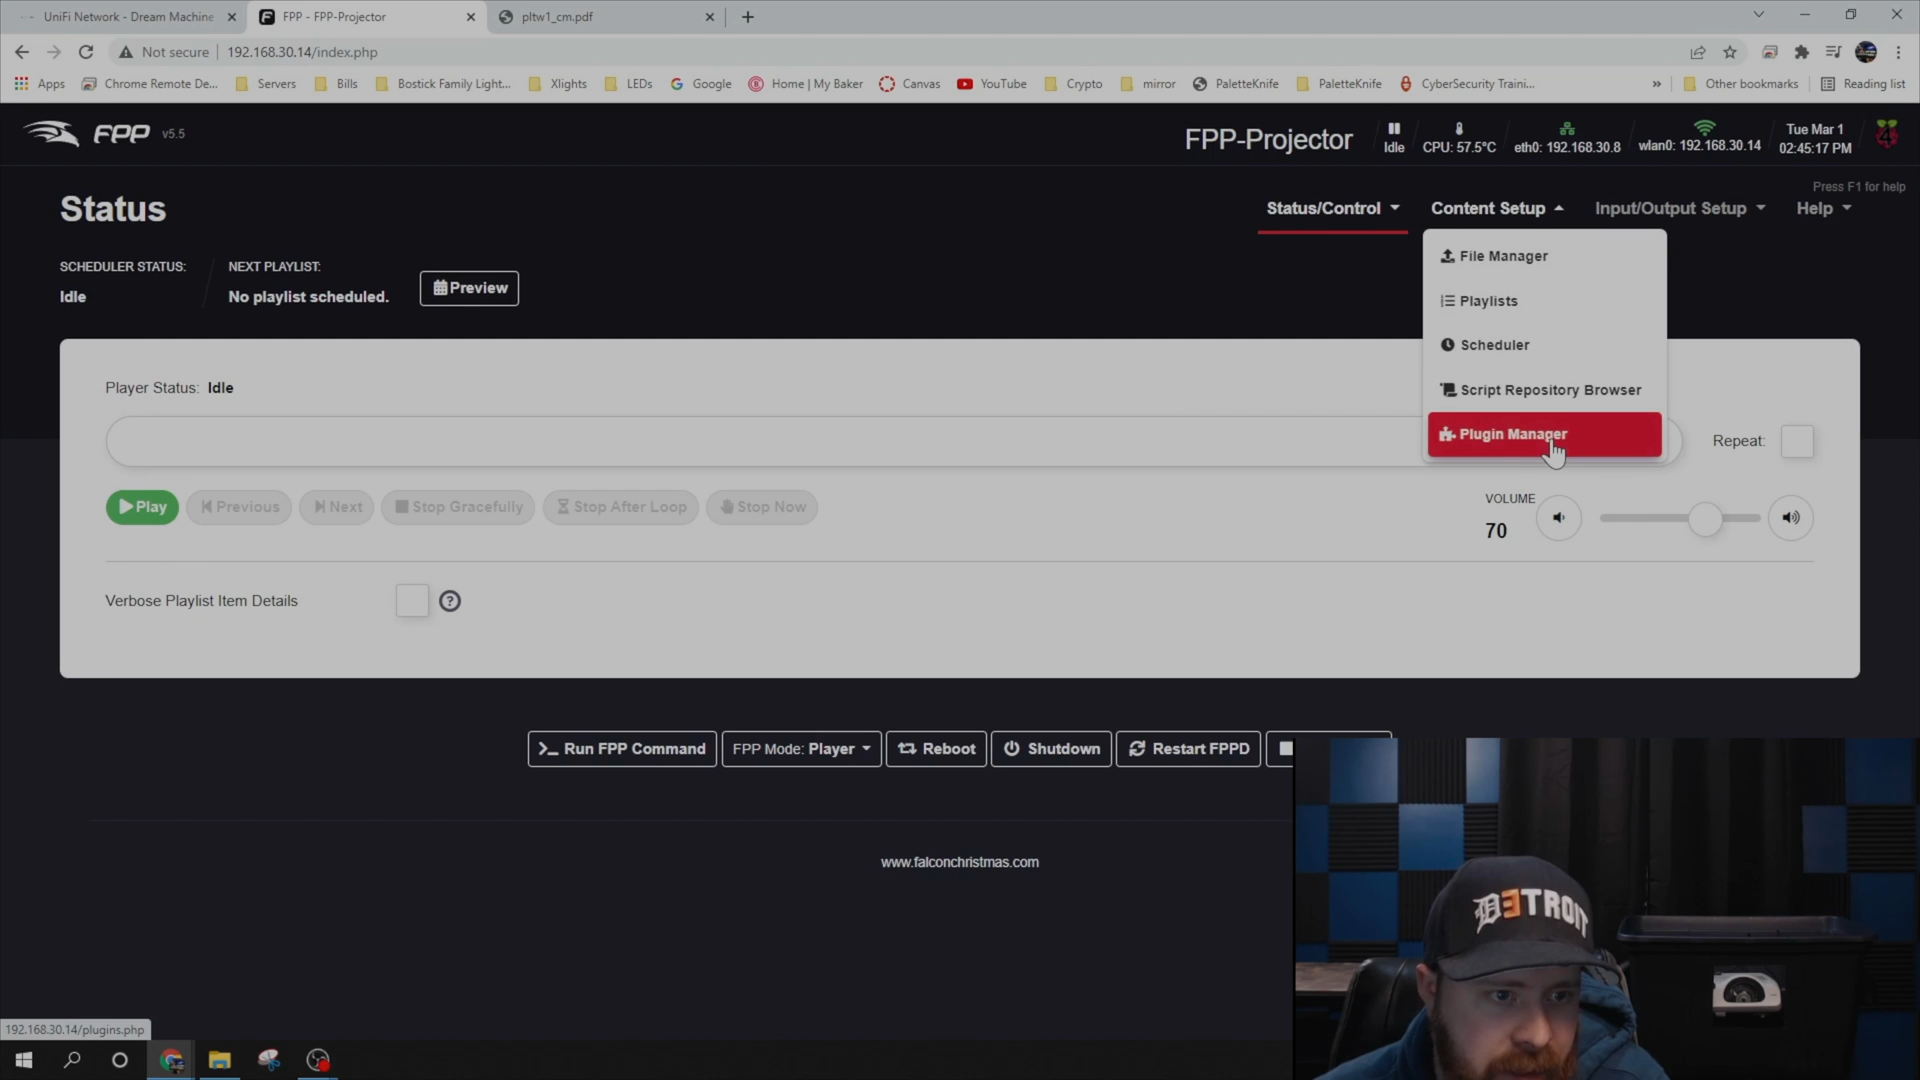 UniFi Network - Dream Machine
FPP - FPP-Projector
pltw1_cm.pdf
Not secure
192.168.30.14/index.php
Apps
Chrome Remote De...
Servers
Bills
Bostick Family Light...
Xlights
LEDs
Google
Home | My Baker
Canvas
YouTube
Crypto
mirror
PaletteKnife
PaletteKnife
CyberSecurity Traini...
»
Other bookmarks
Reading list
FPP v5.5
FPP-Projector
Idle
CPU: 57.5°C
eth0: 192.168.30.8
wlan0: 192.168.30.14
Tue Mar 1
02:45:17 PM
Press F1 for help
Status
Status/Control
Content Setup
Input/Output Setup
Help
SCHEDULER STATUS:
Idle
NEXT PLAYLIST:
No playlist scheduled.
Preview
File Manager
Playlists
Scheduler
Script Repository Browser
Plugin Manager
Player Status: Idle
Repeat:
Play
Previous
Next
Stop Gracefully
Stop After Loop
Stop Now
VOLUME
70
Verbose Playlist Item Details
Run FPP Command
FPP Mode: Player
Reboot
Shutdown
Restart FPPD
www.falconchristmas.com
DETROIT
192.168.30.14/plugins.php